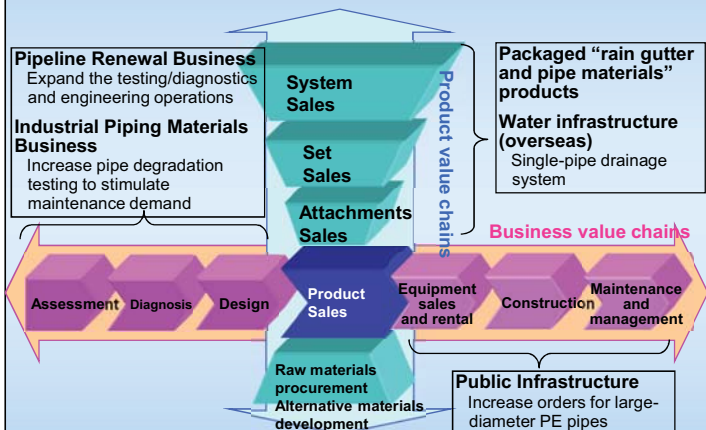 Pipeline Renewal Business
Expand the testing/diagnostics
and engineering operations
Industrial Piping Materials
Business
Increase pipe degradation
testing to stimulate
maintenance demand
System
Sales
Set
Sales
Attachments
Sales
Product value chains
Packaged “rain gutter
and pipe materials”
products
Water infrastructure
(overseas)
Single-pipe drainage
system
Business value chains
Assessment
Diagnosis
Design
Product
Sales
Equipment
sales
and rental
Construction
Maintenance
and
management
Raw materials
procurement
Alternative materials
development
Public Infrastructure
Increase orders for large-
diameter PE pipes